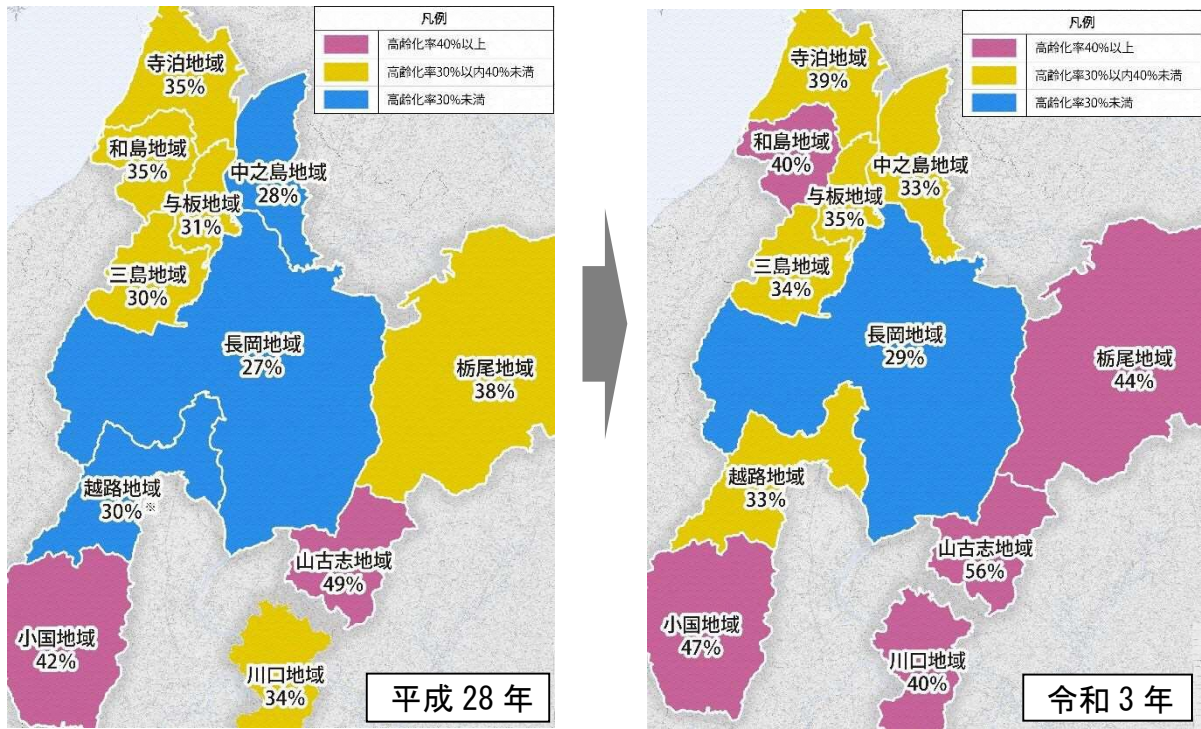 凡例
高齢化率40%以上
高齢化率30%以内40%未満
高齢化率30%未満
寺泊地域
35%
和島地域
35%
中之島地域
28%
与板地域
31%
三島地域
30%
長岡地域
27%
栃尾地域
38%
越路地域
30%※
山古志地域
49%
小国地域
42%
川口地域
34%
平成28年
凡例
高齢化率40%以上
高齢化率30%以内40%未満
高齢化率30%未満
寺泊地域
39%
和島地域
40%
中之島地域
33%
与板地域
35%
三島地域
34%
長岡地域
29%
栃尾地域
44%
越路地域
33%
山古志地域
56%
小国地域
47%
川口地域
40%
令和3年